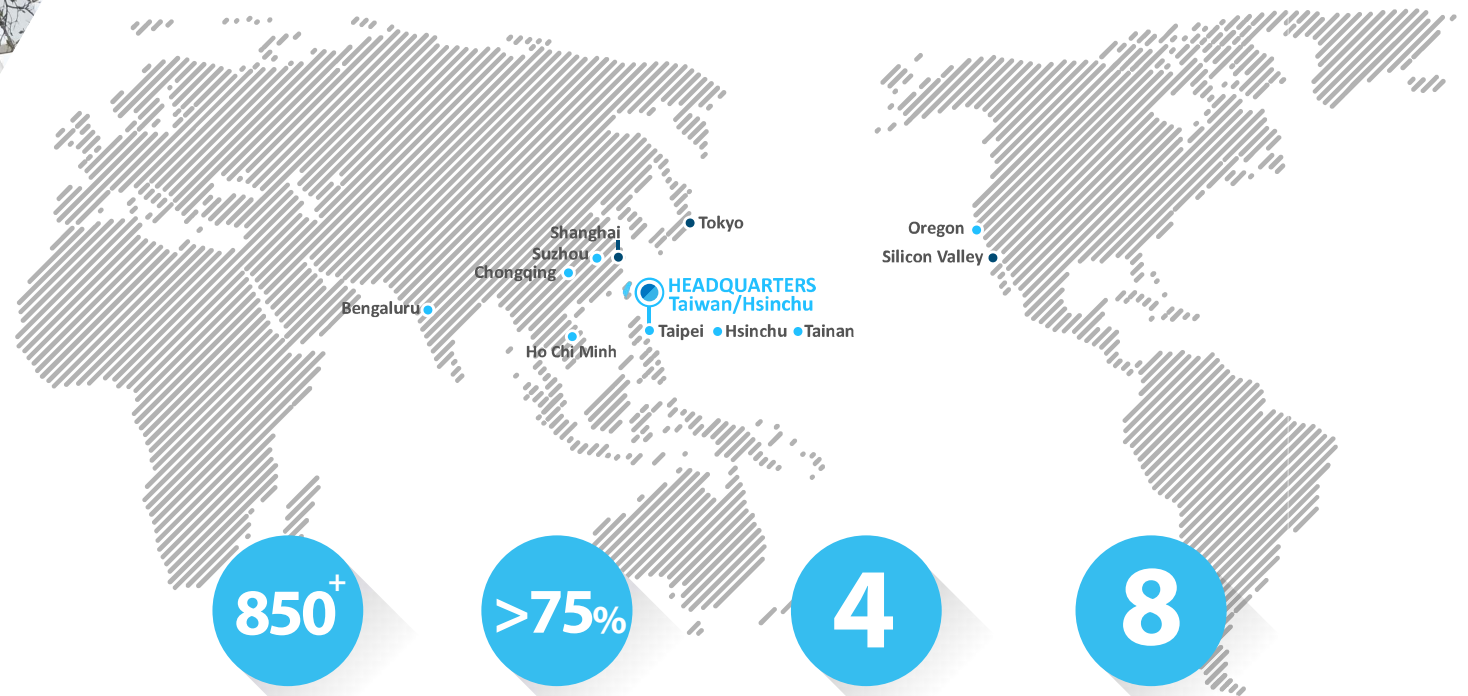 Tokyo
Shanghai
Suzhou
Chongqing
Bengaluru
Ho Chi Minh
HEADQUARTERS
Taiwan/Hsinchu
Taipei Hsinchu Tainan
Oregon
Silicon Valley
850+
>75%
4
8